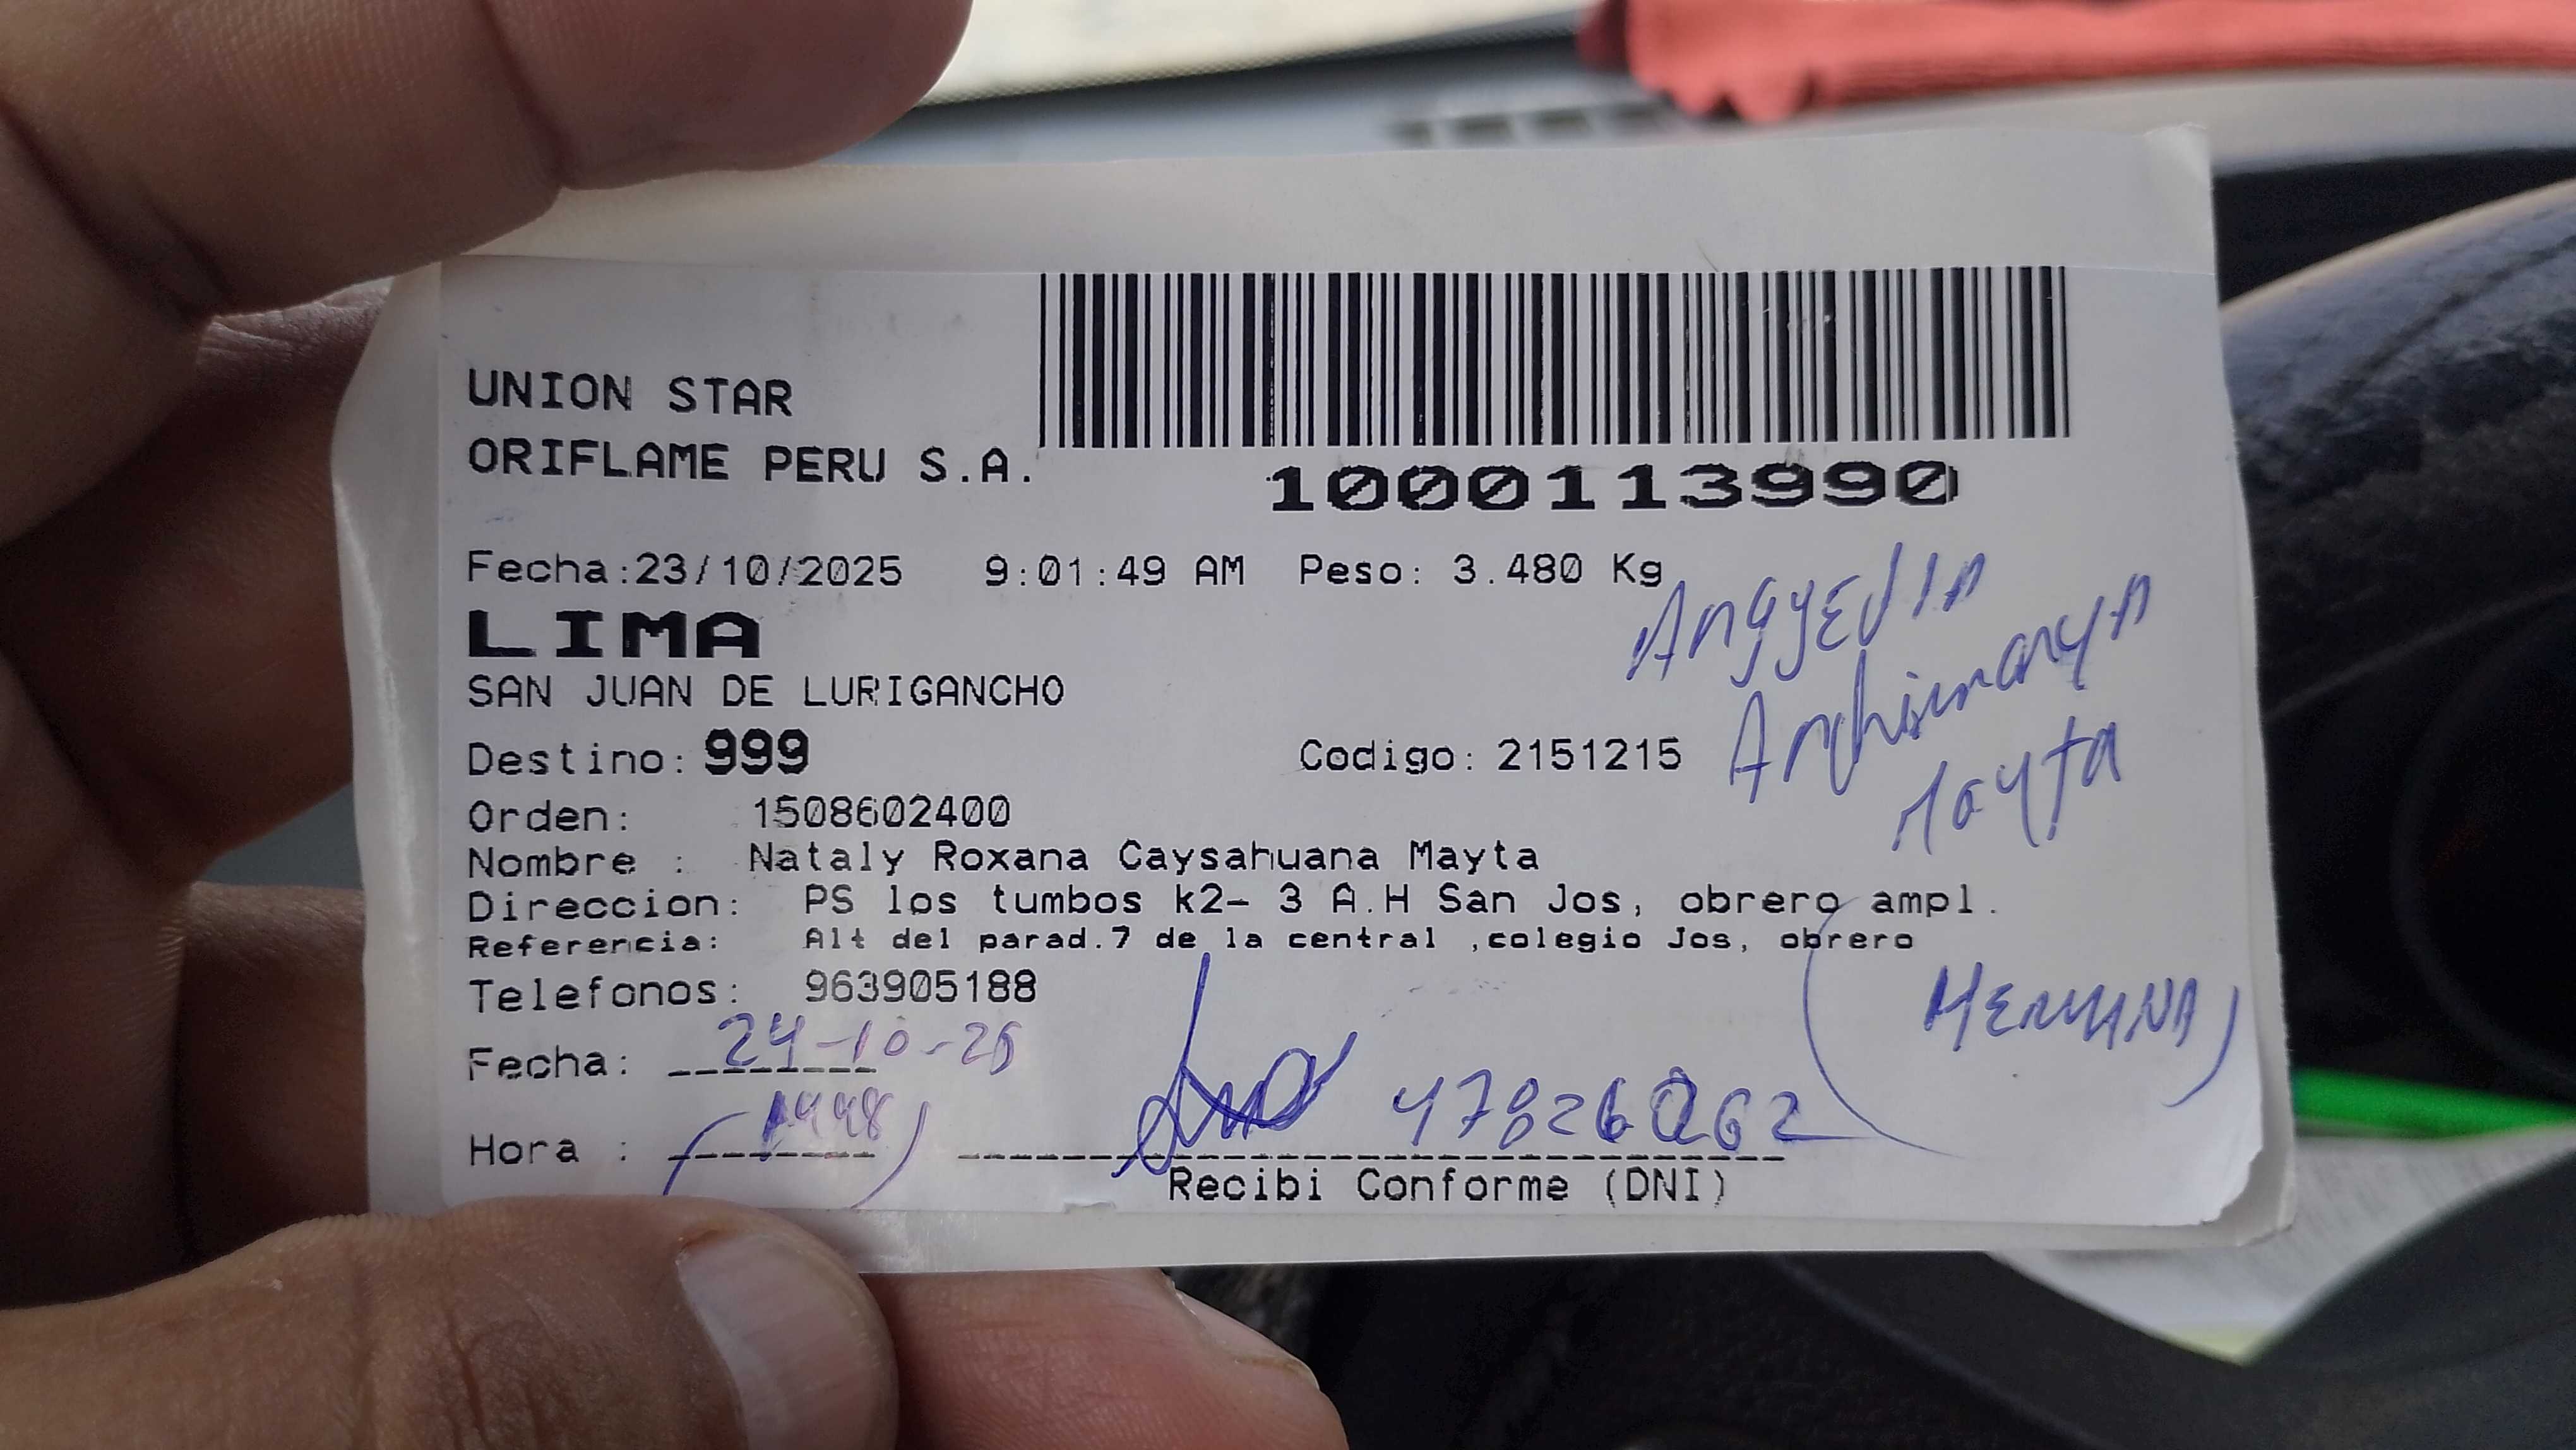 UNION STAR
ORIFLAME PERU S.A.
1000113990
Fecha:23/10/2025 9:01:49 AM Peso: 3.480 Kg
LIMA
SAN JUAN DE LURIGANCHO
Destino: 999 Codigo: 2151215
Orden: 1508602400
Nombre : Nataly Roxana Caysahuana Mayta
Direccion: PS los tumbos k2- 3 A.H San Jos, obrero ampl.
Referencia: Alt del parad.7 de la central ,colegio Jos, obrero
Telefonos: 963905188
Mayta
(HERMANA)
Fecha: 24-10-25
Hora : (1448)
47826262
Recibi Conforme (DNI)